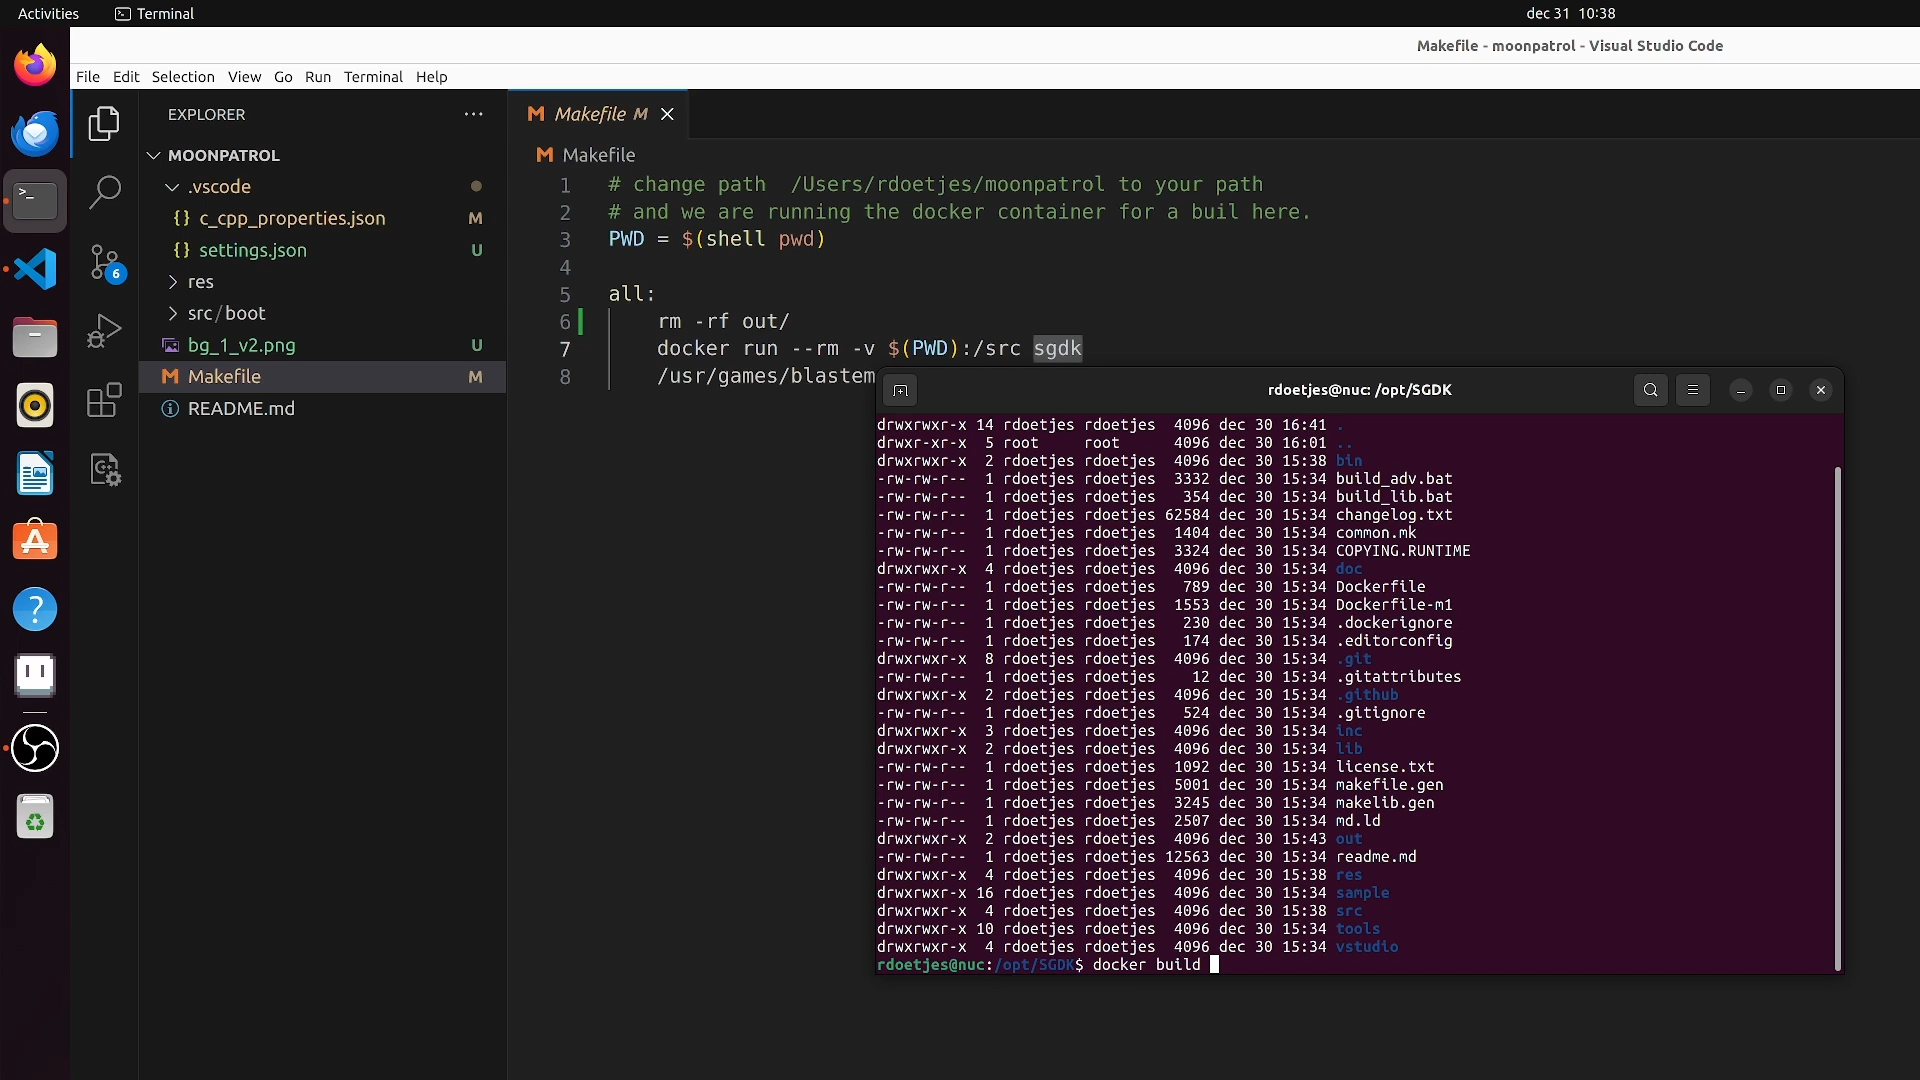 Activities
Terminal
dec 31 10:38
Makefile - moonpatrol - Visual Studio Code
File Edit Selection View Go Run Terminal Help
EXPLORER
MOONPATROL
.vscode
{} c_cpp_properties.json M
{} settings.json U
res
src/boot
bg_1_v2.png U
M Makefile M
README.md
6
M Makefile M
M Makefile
1 # change path  /Users/rdoetjes/moonpatrol to your path
2 # and we are running the docker container for a buil here.
3 PWD = $(shell pwd)
4
5 all:
6 rm -rf out/
7 docker run --rm -v $(PWD):/src sgdk
8 /usr/games/blastem
rdoetjes@nuc: /opt/SGDK
drwxrwxr-x 14 rdoetjes rdoetjes  4096 dec 30 16:41 .
drwxr-xr-x  5 root     root      4096 dec 30 16:01 ..
drwxrwxr-x  2 rdoetjes rdoetjes  4096 dec 30 15:38 bin
-rw-rw-r--  1 rdoetjes rdoetjes  3332 dec 30 15:34 build_adv.bat
-rw-rw-r--  1 rdoetjes rdoetjes   354 dec 30 15:34 build_lib.bat
-rw-rw-r--  1 rdoetjes rdoetjes 62584 dec 30 15:34 changelog.txt
-rw-rw-r--  1 rdoetjes rdoetjes  1404 dec 30 15:34 common.mk
-rw-rw-r--  1 rdoetjes rdoetjes  3324 dec 30 15:34 COPYING.RUNTIME
drwxrwxr-x  4 rdoetjes rdoetjes  4096 dec 30 15:34 doc
-rw-rw-r--  1 rdoetjes rdoetjes   789 dec 30 15:34 Dockerfile
-rw-rw-r--  1 rdoetjes rdoetjes  1553 dec 30 15:34 Dockerfile-m1
-rw-rw-r--  1 rdoetjes rdoetjes   230 dec 30 15:34 .dockerignore
-rw-rw-r--  1 rdoetjes rdoetjes   174 dec 30 15:34 .editorconfig
drwxrwxr-x  8 rdoetjes rdoetjes  4096 dec 30 15:34 .git
-rw-rw-r--  1 rdoetjes rdoetjes    12 dec 30 15:34 .gitattributes
drwxrwxr-x  2 rdoetjes rdoetjes  4096 dec 30 15:34 .github
-rw-rw-r--  1 rdoetjes rdoetjes   524 dec 30 15:34 .gitignore
drwxrwxr-x  3 rdoetjes rdoetjes  4096 dec 30 15:34 inc
drwxrwxr-x  2 rdoetjes rdoetjes  4096 dec 30 15:34 lib
-rw-rw-r--  1 rdoetjes rdoetjes  1092 dec 30 15:34 license.txt
-rw-rw-r--  1 rdoetjes rdoetjes  5001 dec 30 15:34 makefile.gen
-rw-rw-r--  1 rdoetjes rdoetjes  3245 dec 30 15:34 makelib.gen
-rw-rw-r--  1 rdoetjes rdoetjes  2507 dec 30 15:34 md.ld
drwxrwxr-x  2 rdoetjes rdoetjes  4096 dec 30 15:43 out
-rw-rw-r--  1 rdoetjes rdoetjes 12563 dec 30 15:34 readme.md
drwxrwxr-x  4 rdoetjes rdoetjes  4096 dec 30 15:38 res
drwxrwxr-x 16 rdoetjes rdoetjes  4096 dec 30 15:34 sample
drwxrwxr-x  4 rdoetjes rdoetjes  4096 dec 30 15:38 src
drwxrwxr-x 10 rdoetjes rdoetjes  4096 dec 30 15:34 tools
drwxrwxr-x  4 rdoetjes rdoetjes  4096 dec 30 15:34 vstudio
rdoetjes@nuc:/opt/SGDK$ docker build